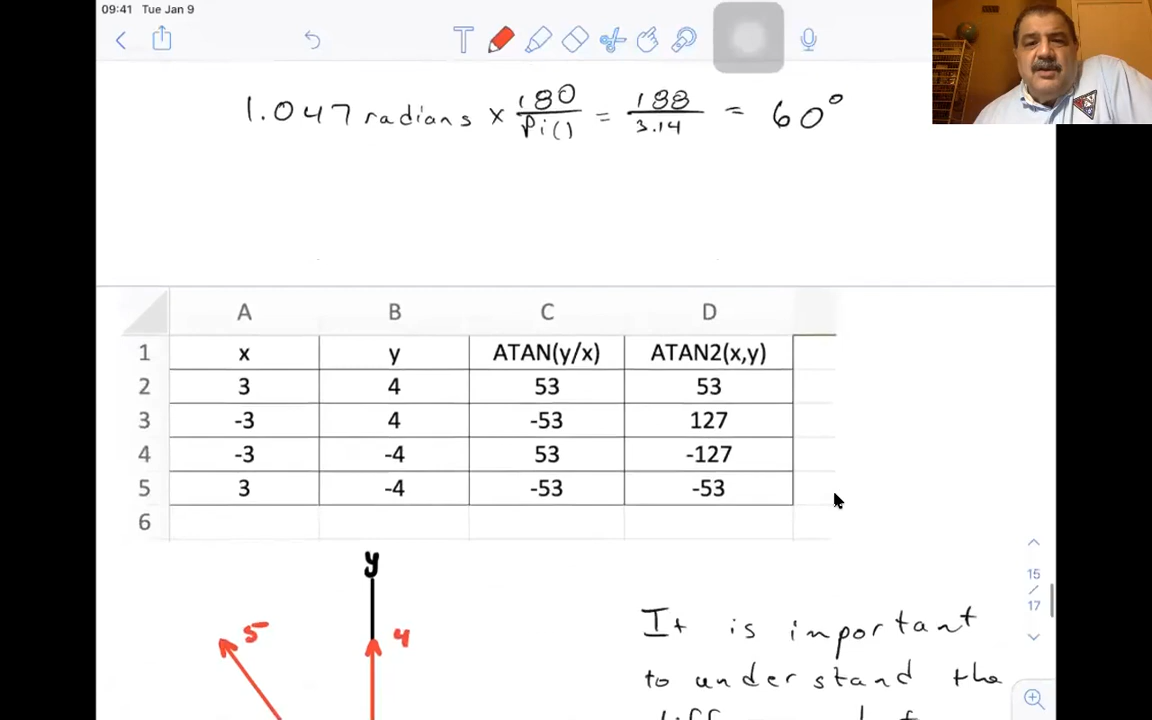 09:41 Tue Jan 9
T
1.047 radians × 180/Pi() = 188/3.14 = 60°
A B C D
1 x y ATAN(y/x) ATAN2(x,y)
2 3 4 53 53
3 -3 4 -53 127
4 -3 -4 53 -127
5 3 -4 -53 -53
6
y
15
/
17
5
4
It is important
to understand the